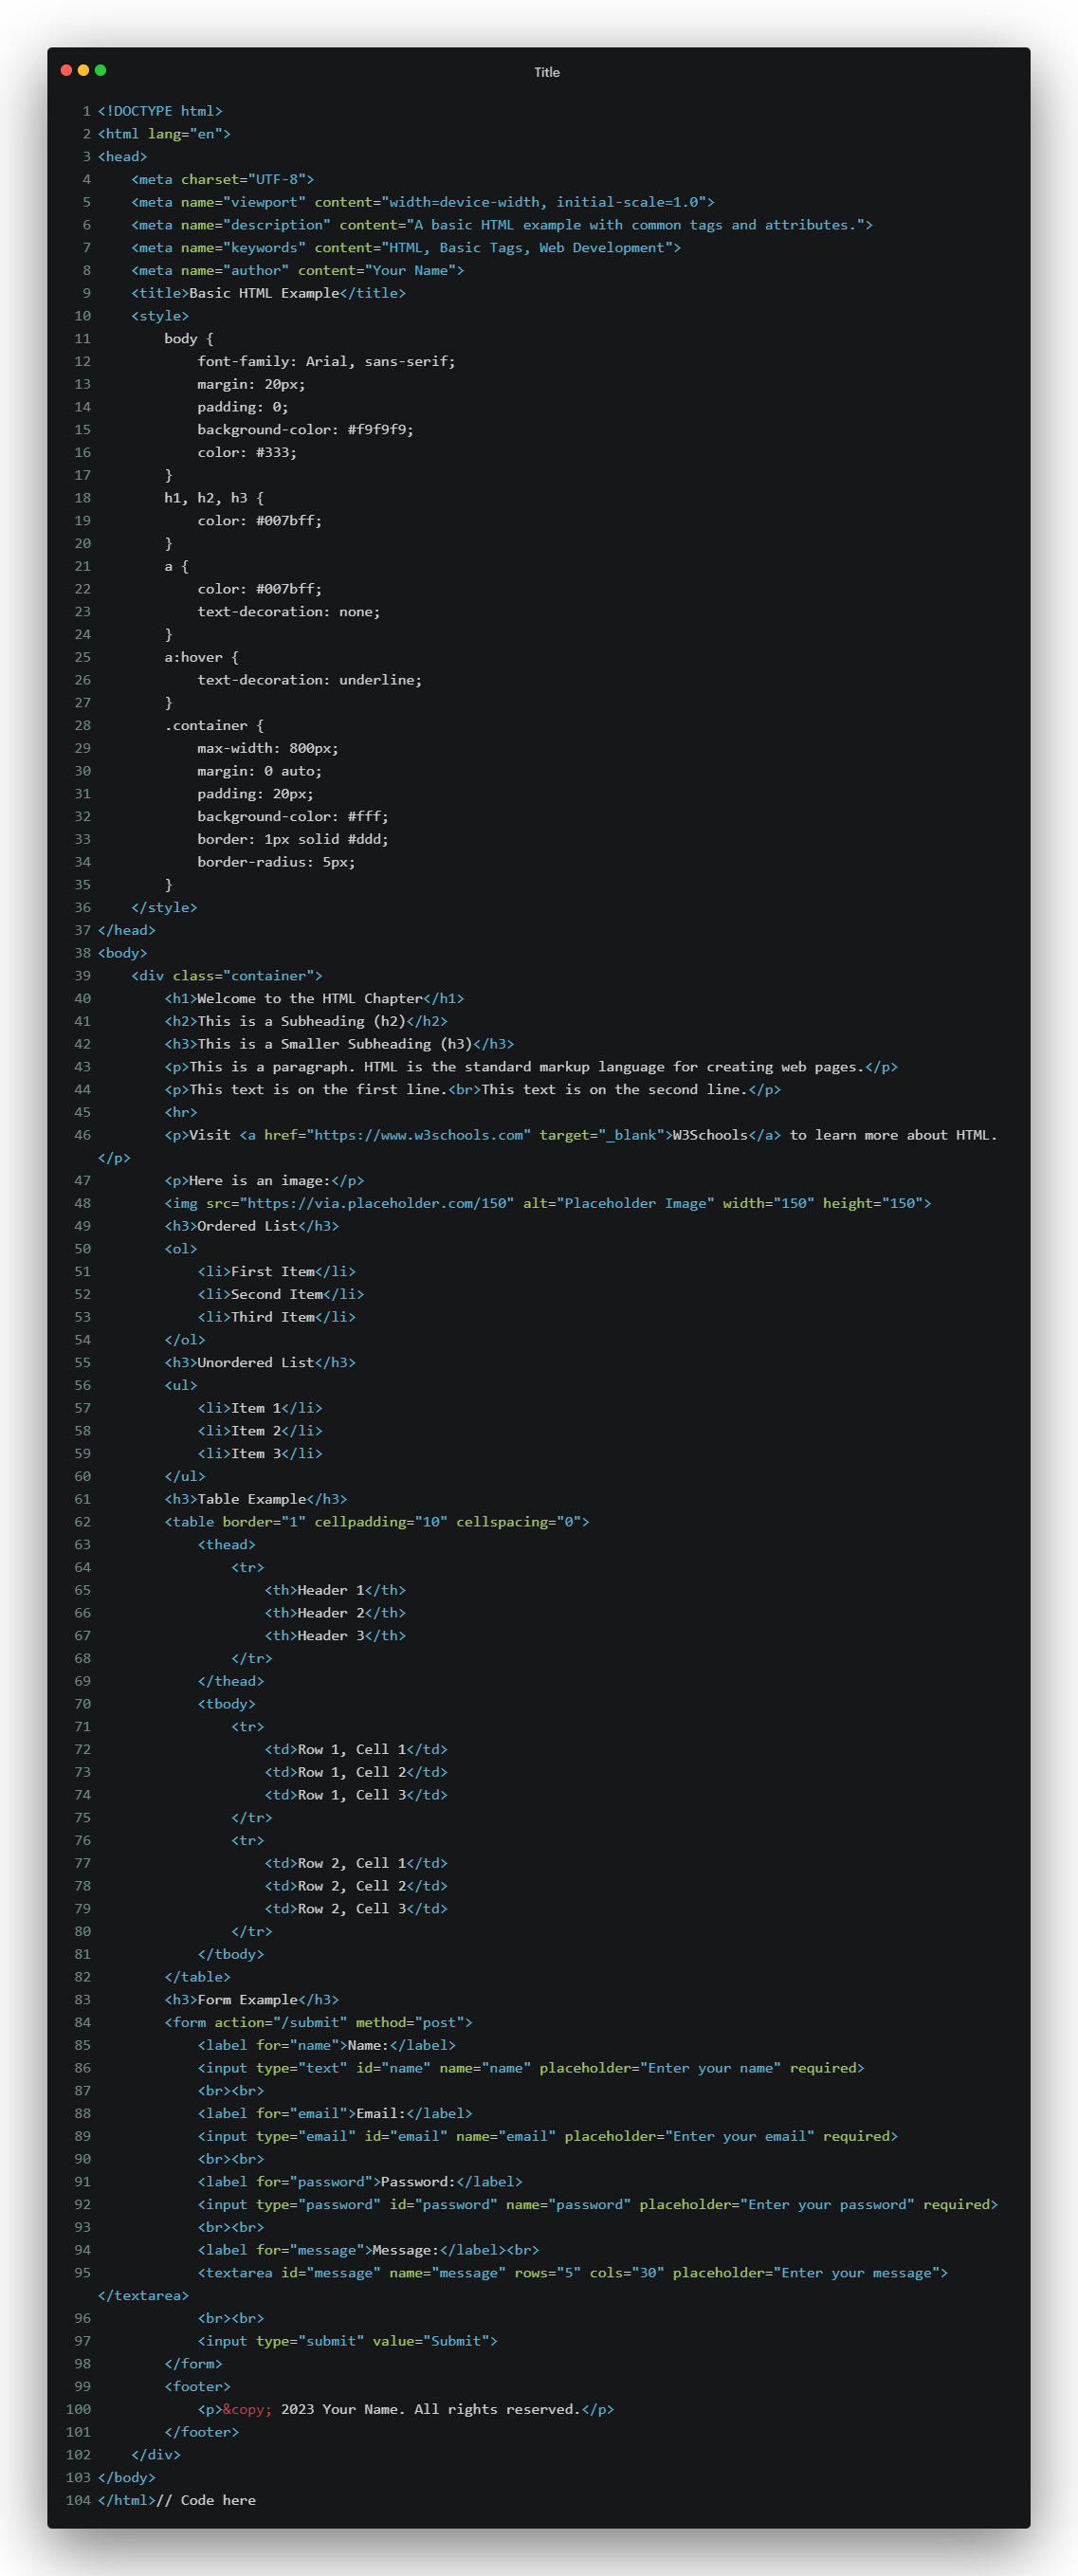 Title
1 <!DOCTYPE html>
2 <html lang="en">
3 <head>
4     <meta charset="UTF-8">
5     <meta name="viewport" content="width=device-width, initial-scale=1.0">
6     <meta name="description" content="A basic HTML example with common tags and attributes.">
7     <meta name="keywords" content="HTML, Basic Tags, Web Development">
8     <meta name="author" content="Your Name">
9     <title>Basic HTML Example</title>
10     <style>
11         body {
12             font-family: Arial, sans-serif;
13             margin: 20px;
14             padding: 0;
15             background-color: #f9f9f9;
16             color: #333;
17         }
18         h1, h2, h3 {
19             color: #007bff;
20         }
21         a {
22             color: #007bff;
23             text-decoration: none;
24         }
25         a:hover {
26             text-decoration: underline;
27         }
28         .container {
29             max-width: 800px;
30             margin: 0 auto;
31             padding: 20px;
32             background-color: #fff;
33             border: 1px solid #ddd;
34             border-radius: 5px;
35         }
36     </style>
37 </head>
38 <body>
39     <div class="container">
40         <h1>Welcome to the HTML Chapter</h1>
41         <h2>This is a Subheading (h2)</h2>
42         <h3>This is a Smaller Subheading (h3)</h3>
43         <p>This is a paragraph. HTML is the standard markup language for creating web pages.</p>
44         <p>This text is on the first line.<br>This text is on the second line.</p>
45         <hr>
46         <p>Visit <a href="https://www.w3schools.com" target="_blank">W3Schools</a> to learn more about HTML.
</p>
47         <p>Here is an image:</p>
48         <img src="https://via.placeholder.com/150" alt="Placeholder Image" width="150" height="150">
49         <h3>Ordered List</h3>
50         <ol>
51             <li>First Item</li>
52             <li>Second Item</li>
53             <li>Third Item</li>
54         </ol>
55         <h3>Unordered List</h3>
56         <ul>
57             <li>Item 1</li>
58             <li>Item 2</li>
59             <li>Item 3</li>
60         </ul>
61         <h3>Table Example</h3>
62         <table border="1" cellpadding="10" cellspacing="0">
63             <thead>
64                 <tr>
65                     <th>Header 1</th>
66                     <th>Header 2</th>
67                     <th>Header 3</th>
68                 </tr>
69             </thead>
70             <tbody>
71                 <tr>
72                     <td>Row 1, Cell 1</td>
73                     <td>Row 1, Cell 2</td>
74                     <td>Row 1, Cell 3</td>
75                 </tr>
76                 <tr>
77                     <td>Row 2, Cell 1</td>
78                     <td>Row 2, Cell 2</td>
79                     <td>Row 2, Cell 3</td>
80                 </tr>
81             </tbody>
82         </table>
83         <h3>Form Example</h3>
84         <form action="/submit" method="post">
85             <label for="name">Name:</label>
86             <input type="text" id="name" name="name" placeholder="Enter your name" required>
87             <br><br>
88             <label for="email">Email:</label>
89             <input type="email" id="email" name="email" placeholder="Enter your email" required>
90             <br><br>
91             <label for="password">Password:</label>
92             <input type="password" id="password" name="password" placeholder="Enter your password" required>
93             <br><br>
94             <label for="message">Message:</label><br>
95             <textarea id="message" name="message" rows="5" cols="30" placeholder="Enter your message">
</textarea>
96             <br><br>
97             <input type="submit" value="Submit">
98         </form>
99         <footer>
100             <p>&copy; 2023 Your Name. All rights reserved.</p>
101         </footer>
102     </div>
103 </body>
104 </html>// Code here